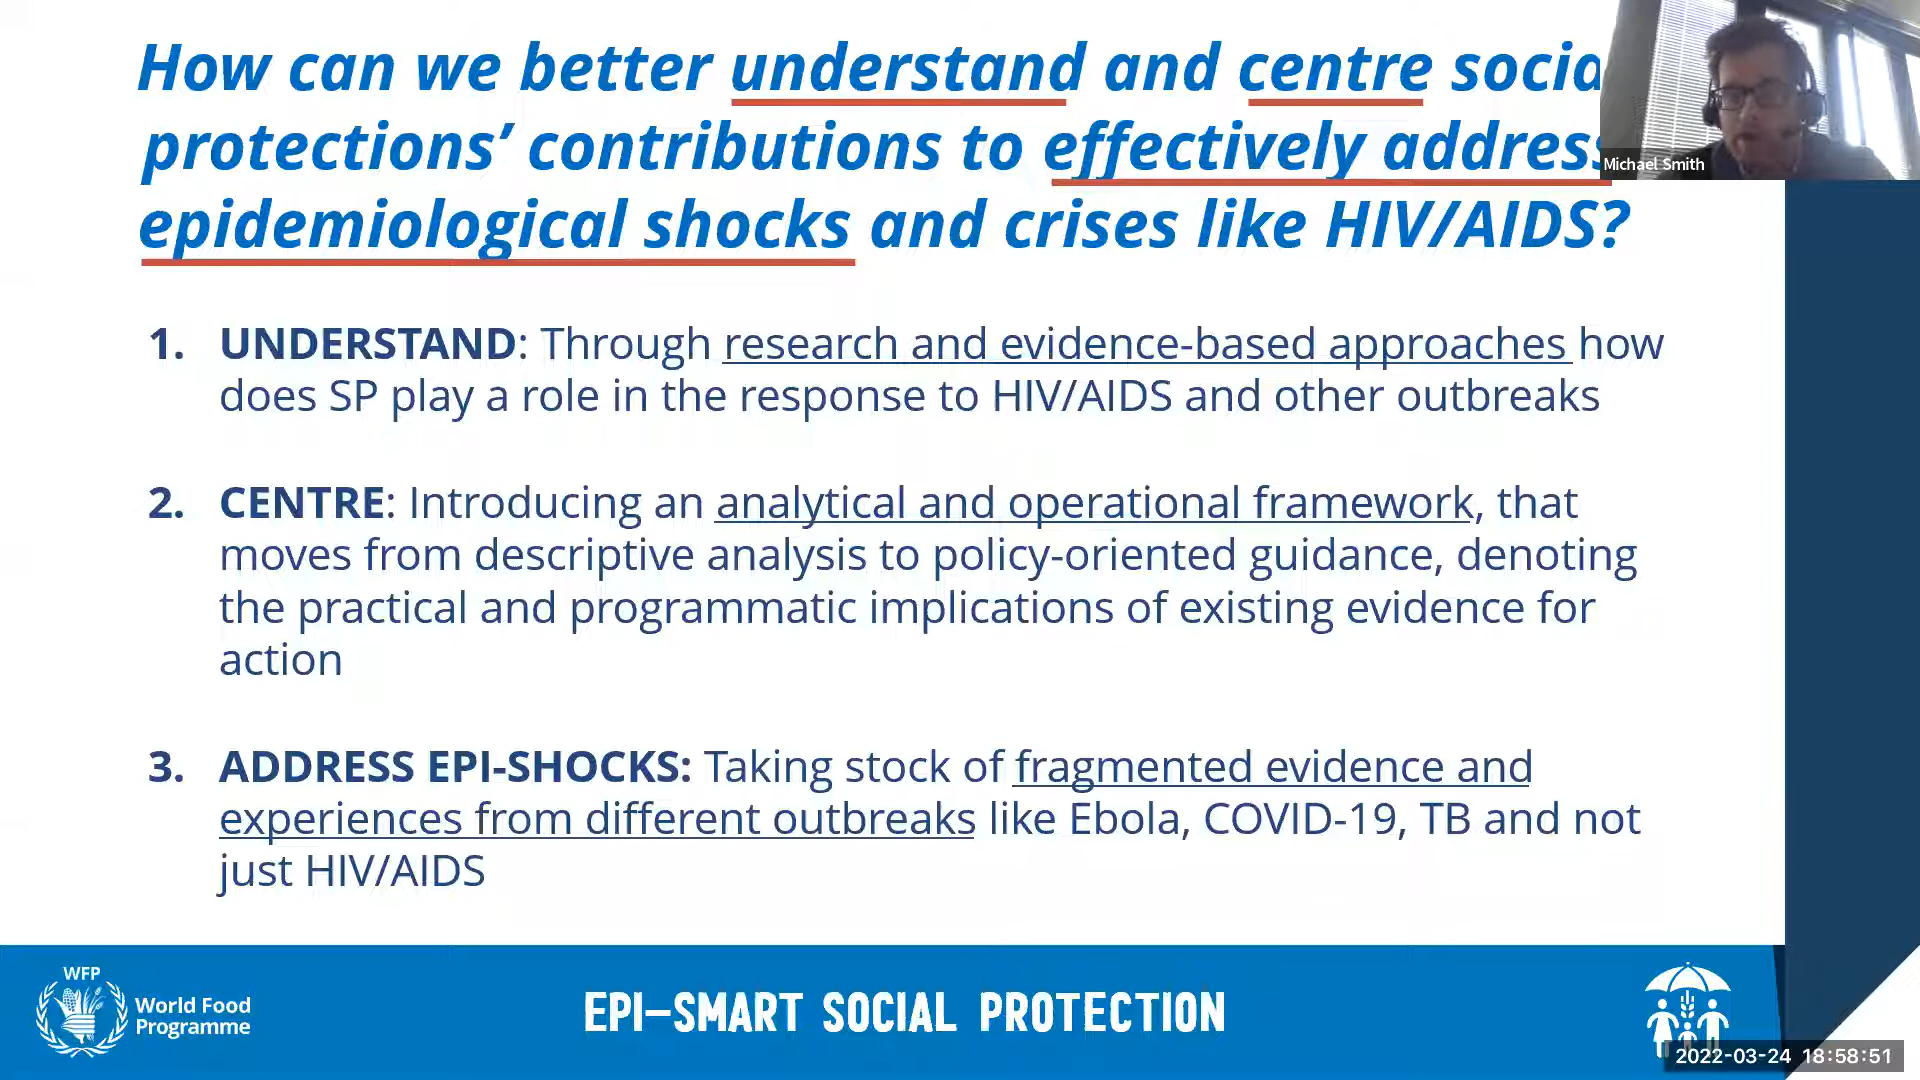 How can we better understand and centre socia
protections’ contributions to effectively address
epidemiological shocks and crises like HIV/AIDS?
Michael Smith
1. UNDERSTAND: Through research and evidence-based approaches how
does SP play a role in the response to HIV/AIDS and other outbreaks
2. CENTRE: Introducing an analytical and operational framework, that
moves from descriptive analysis to policy-oriented guidance, denoting
the practical and programmatic implications of existing evidence for
action
3. ADDRESS EPI-SHOCKS: Taking stock of fragmented evidence and
experiences from different outbreaks like Ebola, COVID-19, TB and not
just HIV/AIDS
WFP
World Food
Programme
EPI–SMART SOCIAL PROTECTION
2022-03-24 18:58:51